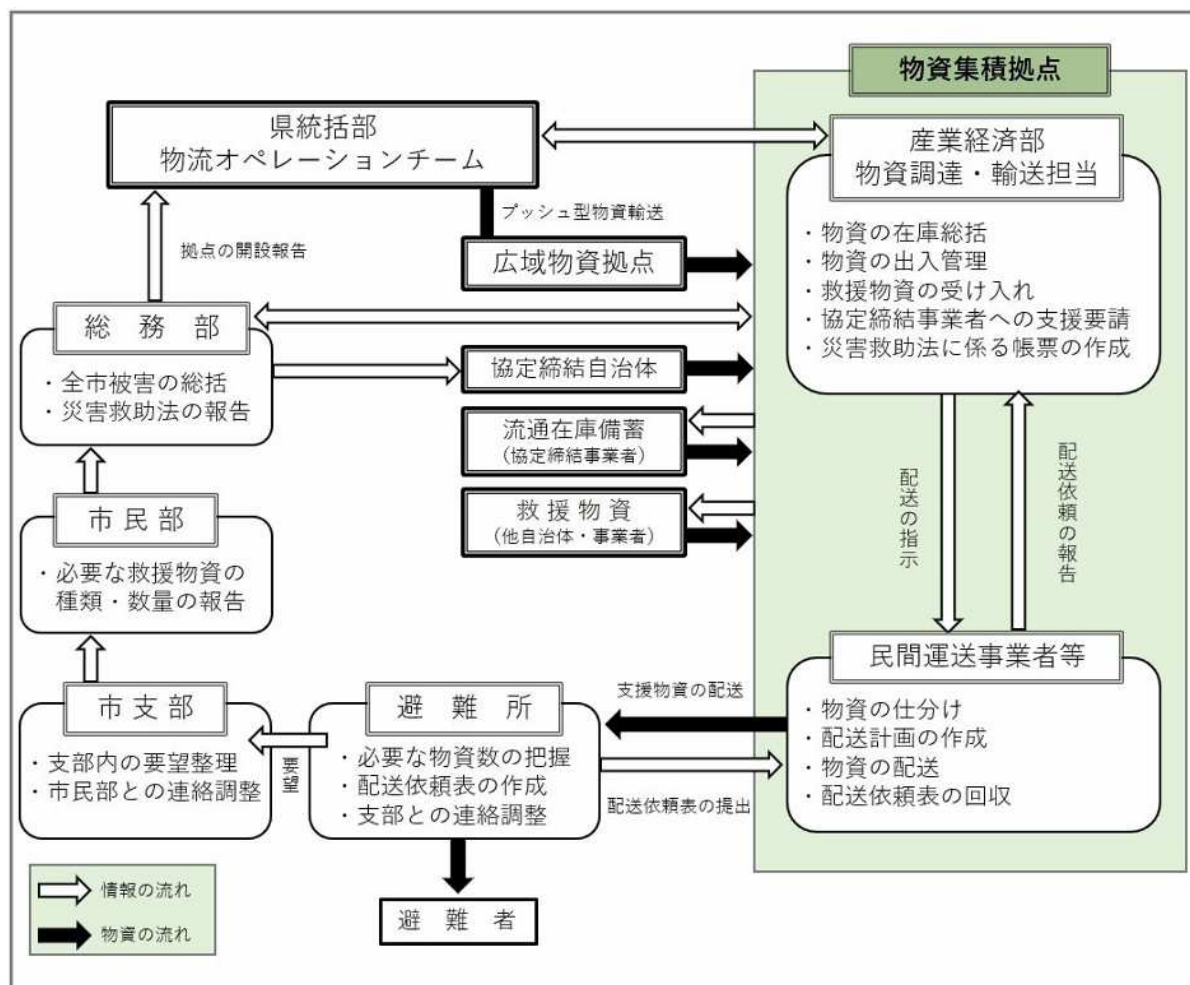 物資集積拠点
県統括部
物流オペレーションチーム
産業経済部
物資調達・輸送担当
・物資の在庫総括
・物資の出入管理
・救援物資の受け入れ
・協定締結事業者への支援要請
・災害救助法に係る帳票の作成
プッシュ型物資輸送
拠点の開設報告
広域物資拠点
総務部
・全市被害の総括
・災害救助法の報告
協定締結自治体
流通在庫備蓄
(協定締結事業者)
救援物資
(他自治体・事業者)
配送の指示
配送依頼の報告
市民部
・必要な救援物資の
種類・数量の報告
民間運送事業者等
・物資の仕分け
・配送計画の作成
・物資の配送
・配送依頼表の回収
支援物資の配送
市支部
・支部内の要望整理
・市民部との連絡調整
要望
避難所
・必要な物資数の把握
・配送依頼表の作成
・支部との連絡調整
配送依頼表の提出
避難者
情報の流れ
物資の流れ